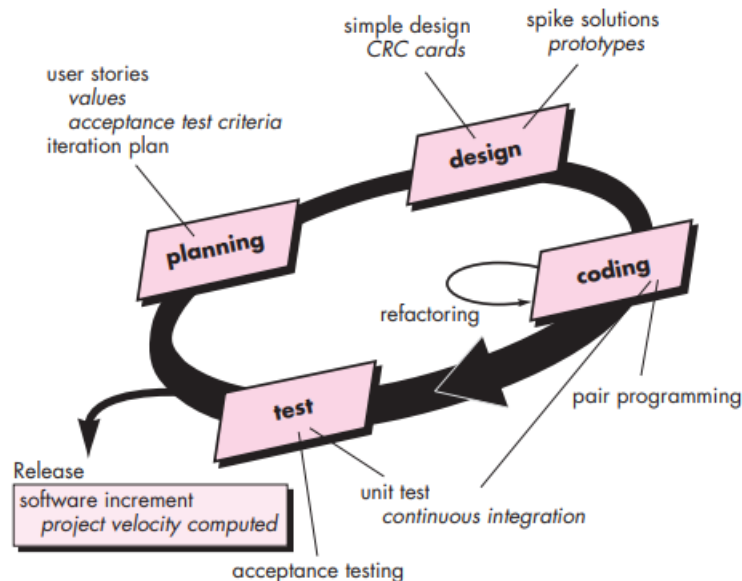 simple design
CRC cards
spike solutions
prototypes
user stories
values
acceptance test criteria
iteration plan
design
planning
coding
refactoring
test
pair programming
Release
software increment
project velocity computed
unit test
continuous integration
acceptance testing